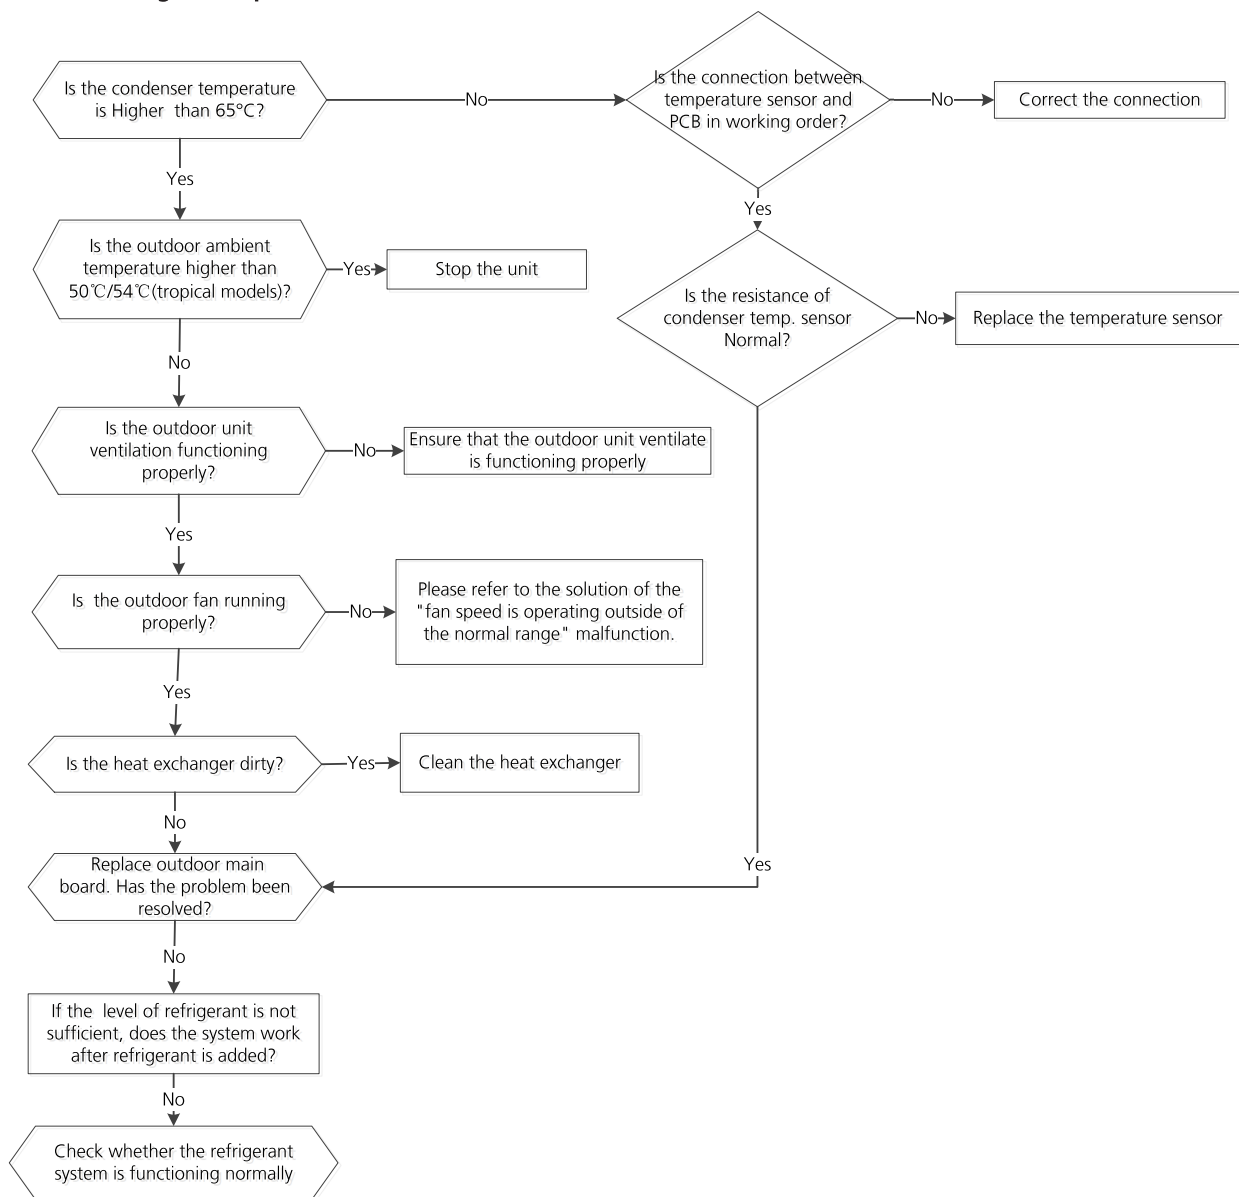 Is the condenser temperature
is Higher than 65°C?
No
Is the connection between
temperature sensor and
PCB in working order?
No
Correct the connection
Yes
Yes
Is the outdoor ambient
temperature higher than
50℃/54℃(tropical models)?
Yes
Stop the unit
Is the resistance of
condenser temp. sensor
Normal?
No
Replace the temperature sensor
No
Is the outdoor unit
ventilation functioning
properly?
No
Ensure that the outdoor unit ventilate
is functioning properly
Yes
Is the outdoor fan running
properly?
No
Please refer to the solution of the
"fan speed is operating outside of
the normal range" malfunction.
Yes
Is the heat exchanger dirty?
Yes
Clean the heat exchanger
No
Yes
Replace outdoor main
board. Has the problem been
resolved?
No
If the level of refrigerant is not
sufficient, does the system work
after refrigerant is added?
No
Check whether the refrigerant
system is functioning normally